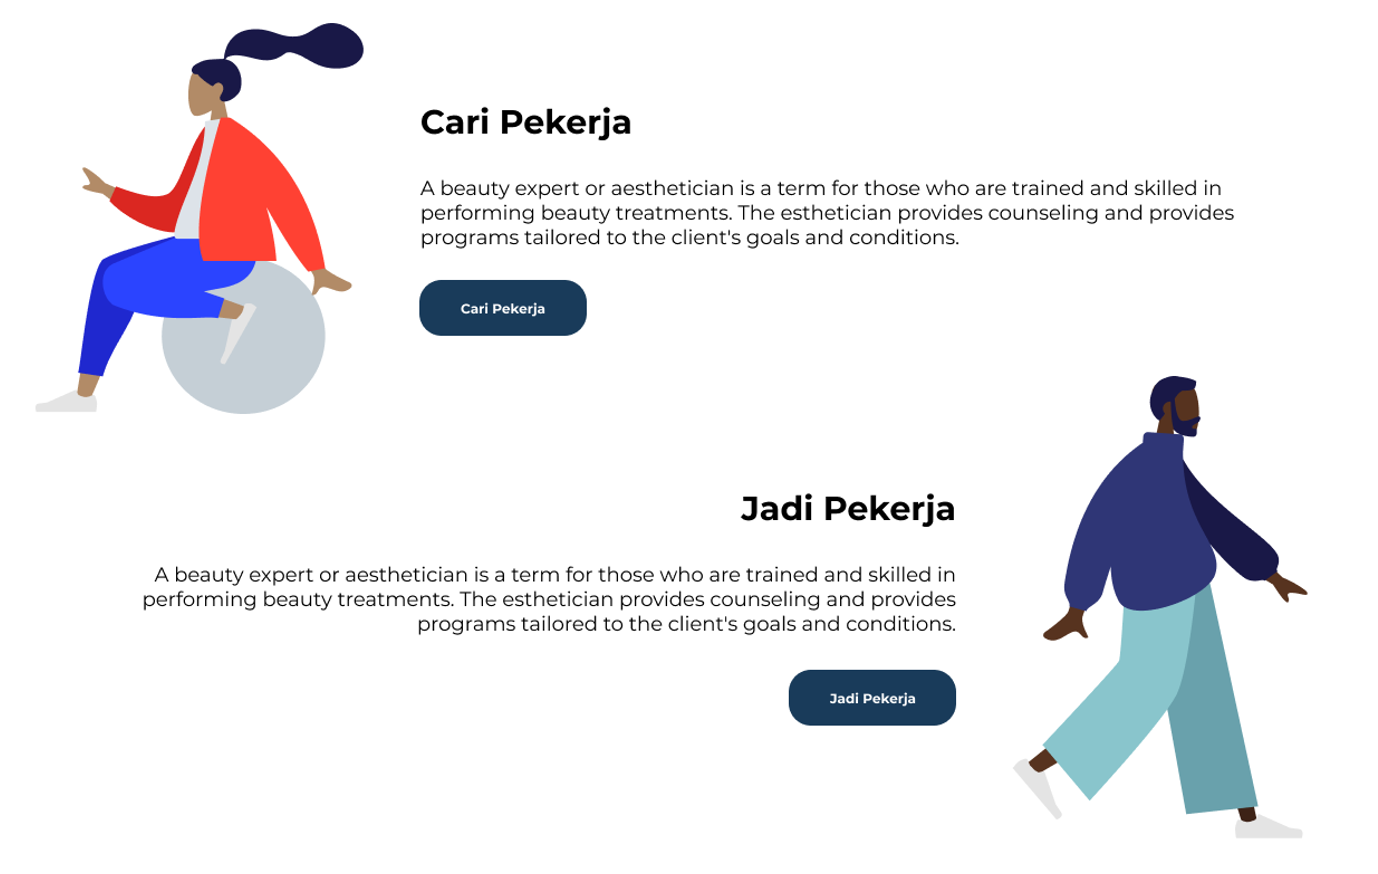 Cari Pekerja
A beauty expert or aesthetician is a term for those who are trained and skilled in
performing beauty treatments. The esthetician provides counseling and provides
programs tailored to the client's goals and conditions.
Cari Pekerja
Jadi Pekerja
A beauty expert or aesthetician is a term for those who are trained and skilled in
performing beauty treatments. The esthetician provides counseling and provides
programs tailored to the client's goals and conditions.
Jadi Pekerja